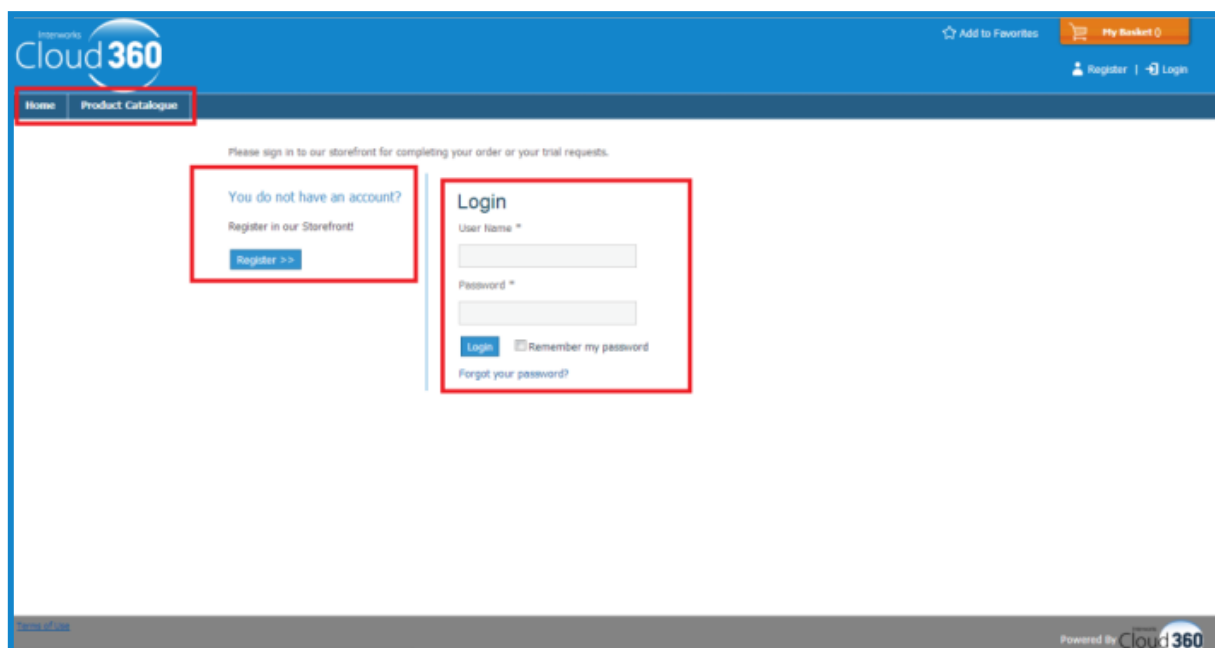 Interworks
Cloud 360
Add to Favorites
My Basket ()
Register | Login
Home Product Catalogue
Please sign in to our storefront for completing your order or your trial requests.
You do not have an account?
Register in our Storefront!
Register >>
Login
User Name *
Password *
Login Remember my password
Forgot your password?
Terms of Use
Powered By Interworks Cloud 360